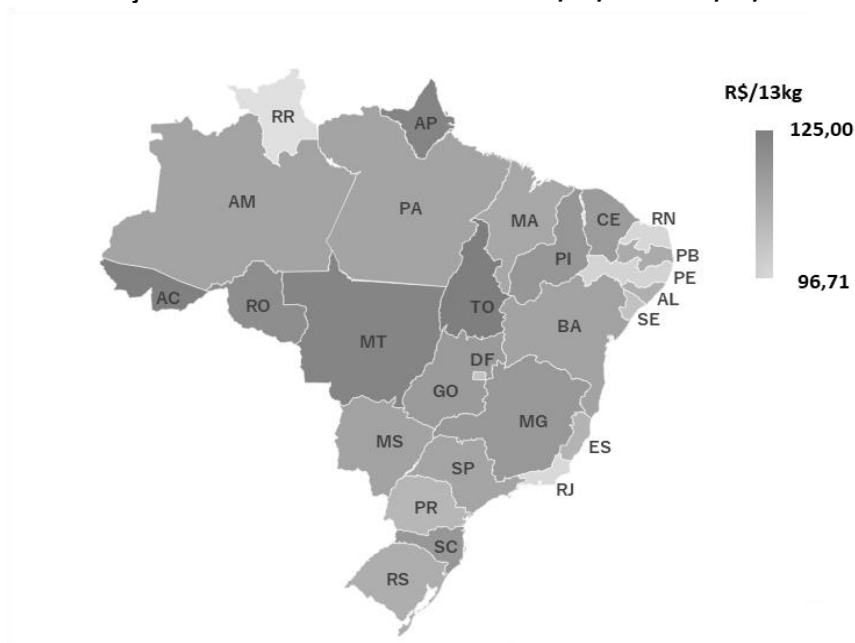 R$/13kg
125,00
96,71
RR
AP
AM
PA
MA
CE
RN
PI
PB
PE
AL
SE
AC
RO
TO
MT
BA
DF
GO
MG
MS
ES
SP
RJ
PR
SC
RS